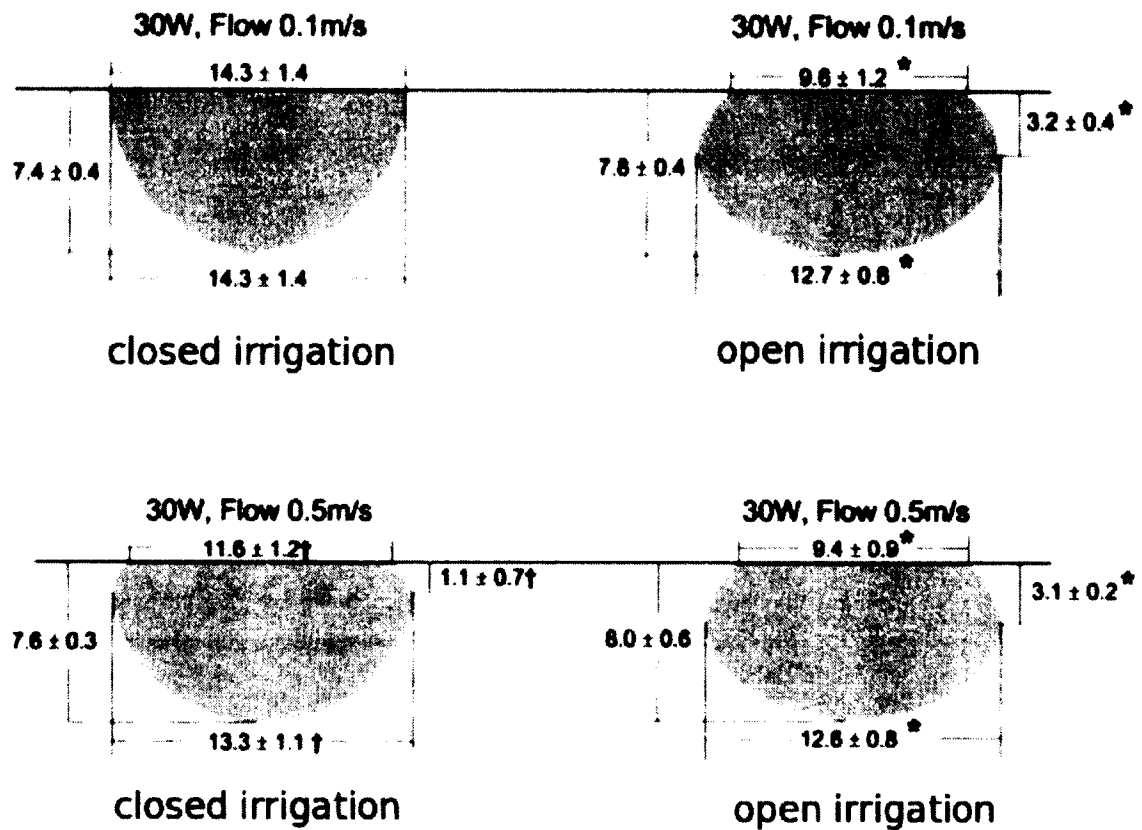 30W, Flow 0.1m/s
14.3 ± 1.4
7.4 ± 0.4
14.3 ± 1.4
closed irrigation
30W, Flow 0.1m/s
9.6 ± 1.2 *
3.2 ± 0.4 *
7.8 ± 0.4
12.7 ± 0.8 *
open irrigation
30W, Flow 0.5m/s
11.6 ± 1.2†
1.1 ± 0.7†
7.6 ± 0.3
13.3 ± 1.1 †
closed irrigation
30W, Flow 0.5m/s
9.4 ± 0.9 *
3.1 ± 0.2 *
8.0 ± 0.6
12.6 ± 0.8 *
open irrigation